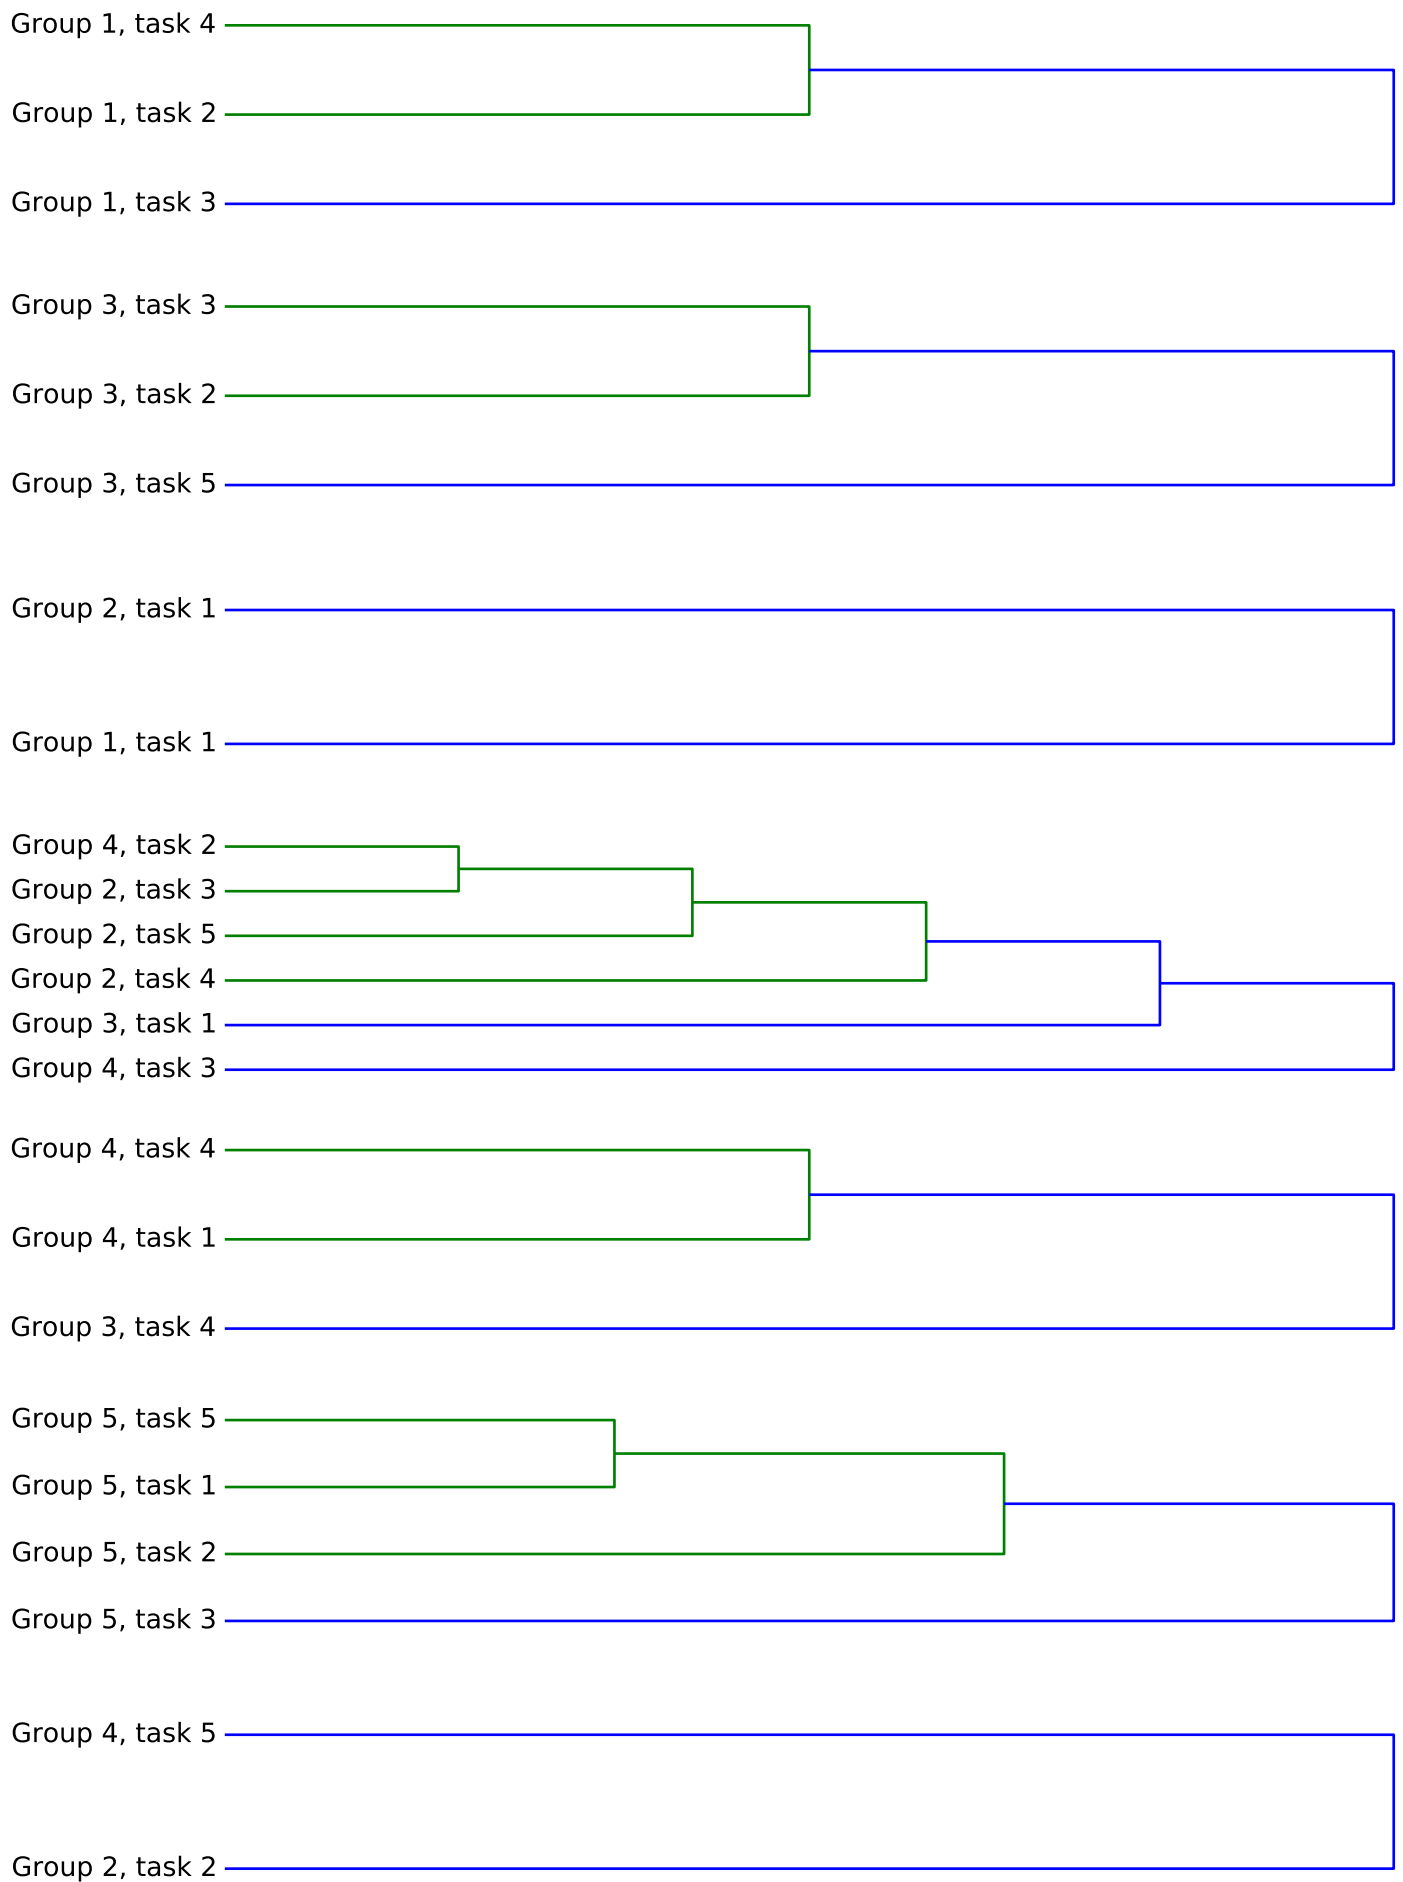 Group 1, task 4
Group 1, task 2
Group 1, task 3
Group 3, task 3
Group 3, task 2
Group 3, task 5
Group 2, task 1
Group 1, task 1
Group 4, task 2
Group 2, task 3
Group 2, task 5
Group 2, task 4
Group 3, task 1
Group 4, task 3
Group 4, task 4
Group 4, task 1
Group 3, task 4
Group 5, task 5
Group 5, task 1
Group 5, task 2
Group 5, task 3
Group 4, task 5
Group 2, task 2